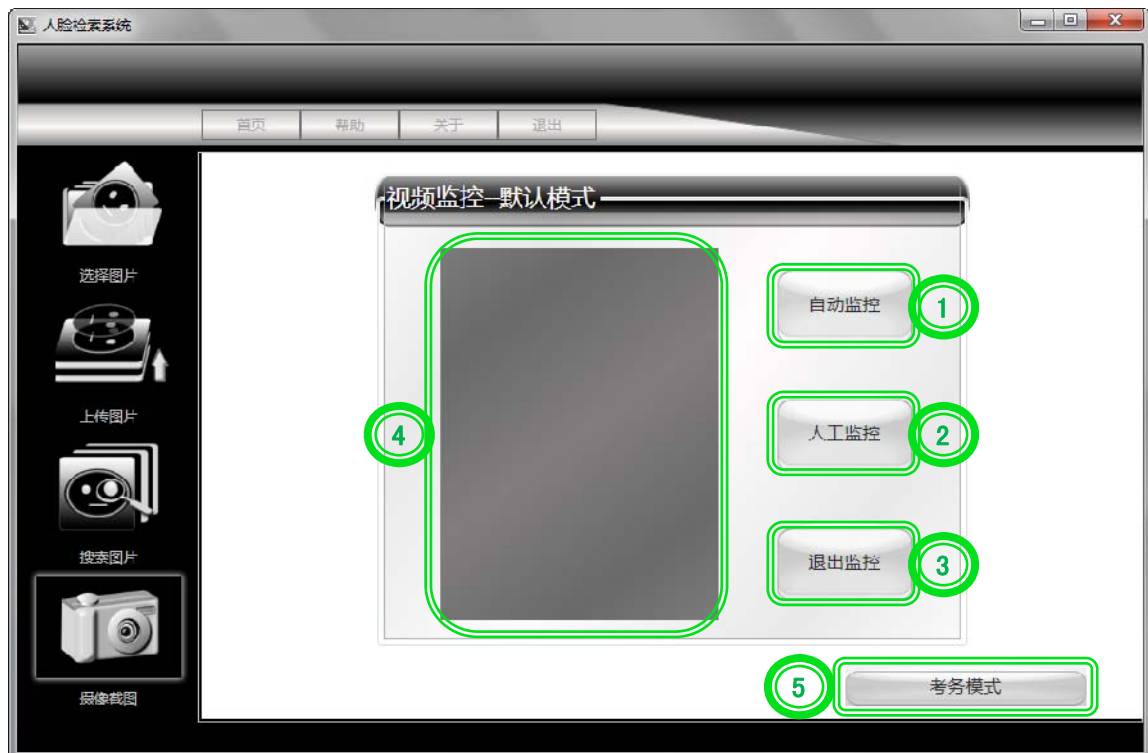 人脸检索系统
首页 帮助 关于 退出
选择图片
上传图片
搜索图片
摄像截图
视频监控—默认模式
自动监控 1
人工监控 2
退出监控 3
4
5 考务模式